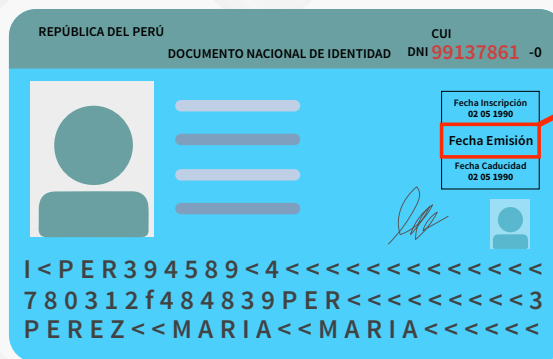 REPÚBLICA DEL PERÚ
CUI
DOCUMENTO NACIONAL DE IDENTIDAD DNI 99137861 -0
Fecha Inscripción
02 05 1990
Fecha Emisión
Fecha Caducidad
02 05 1990
I<PER394589<4<<<<<<<<<<<<<
780312f484839PER<<<<<<<<3
PEREZ<<MARIA<<MARIA<<<<<<